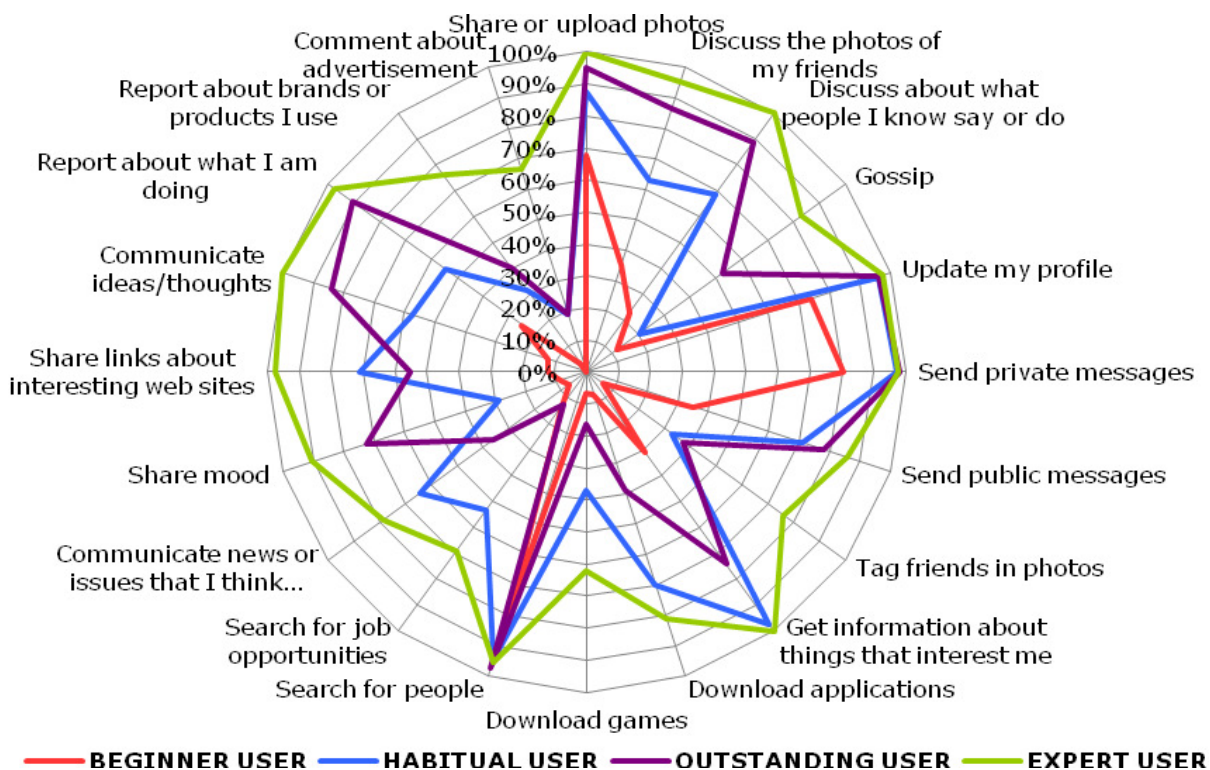 Share or upload photos
Discuss the photos of
my friends
Discuss about what
people I know say or do
Gossip
Update my profile
Send private messages
Send public messages
Tag friends in photos
Get information about
things that interest me
Download applications
Download games
Search for people
Search for job
opportunities
Communicate news or
issues that I think...
Share mood
Share links about
interesting web sites
Communicate
ideas/thoughts
Report about what I am
doing
Report about brands or
products I use
Comment about
advertisement
100%
90%
80%
70%
60%
50%
40%
30%
20%
10%
0%
BEGINNER USER
HABITUAL USER
OUTSTANDING USER
EXPERT USER